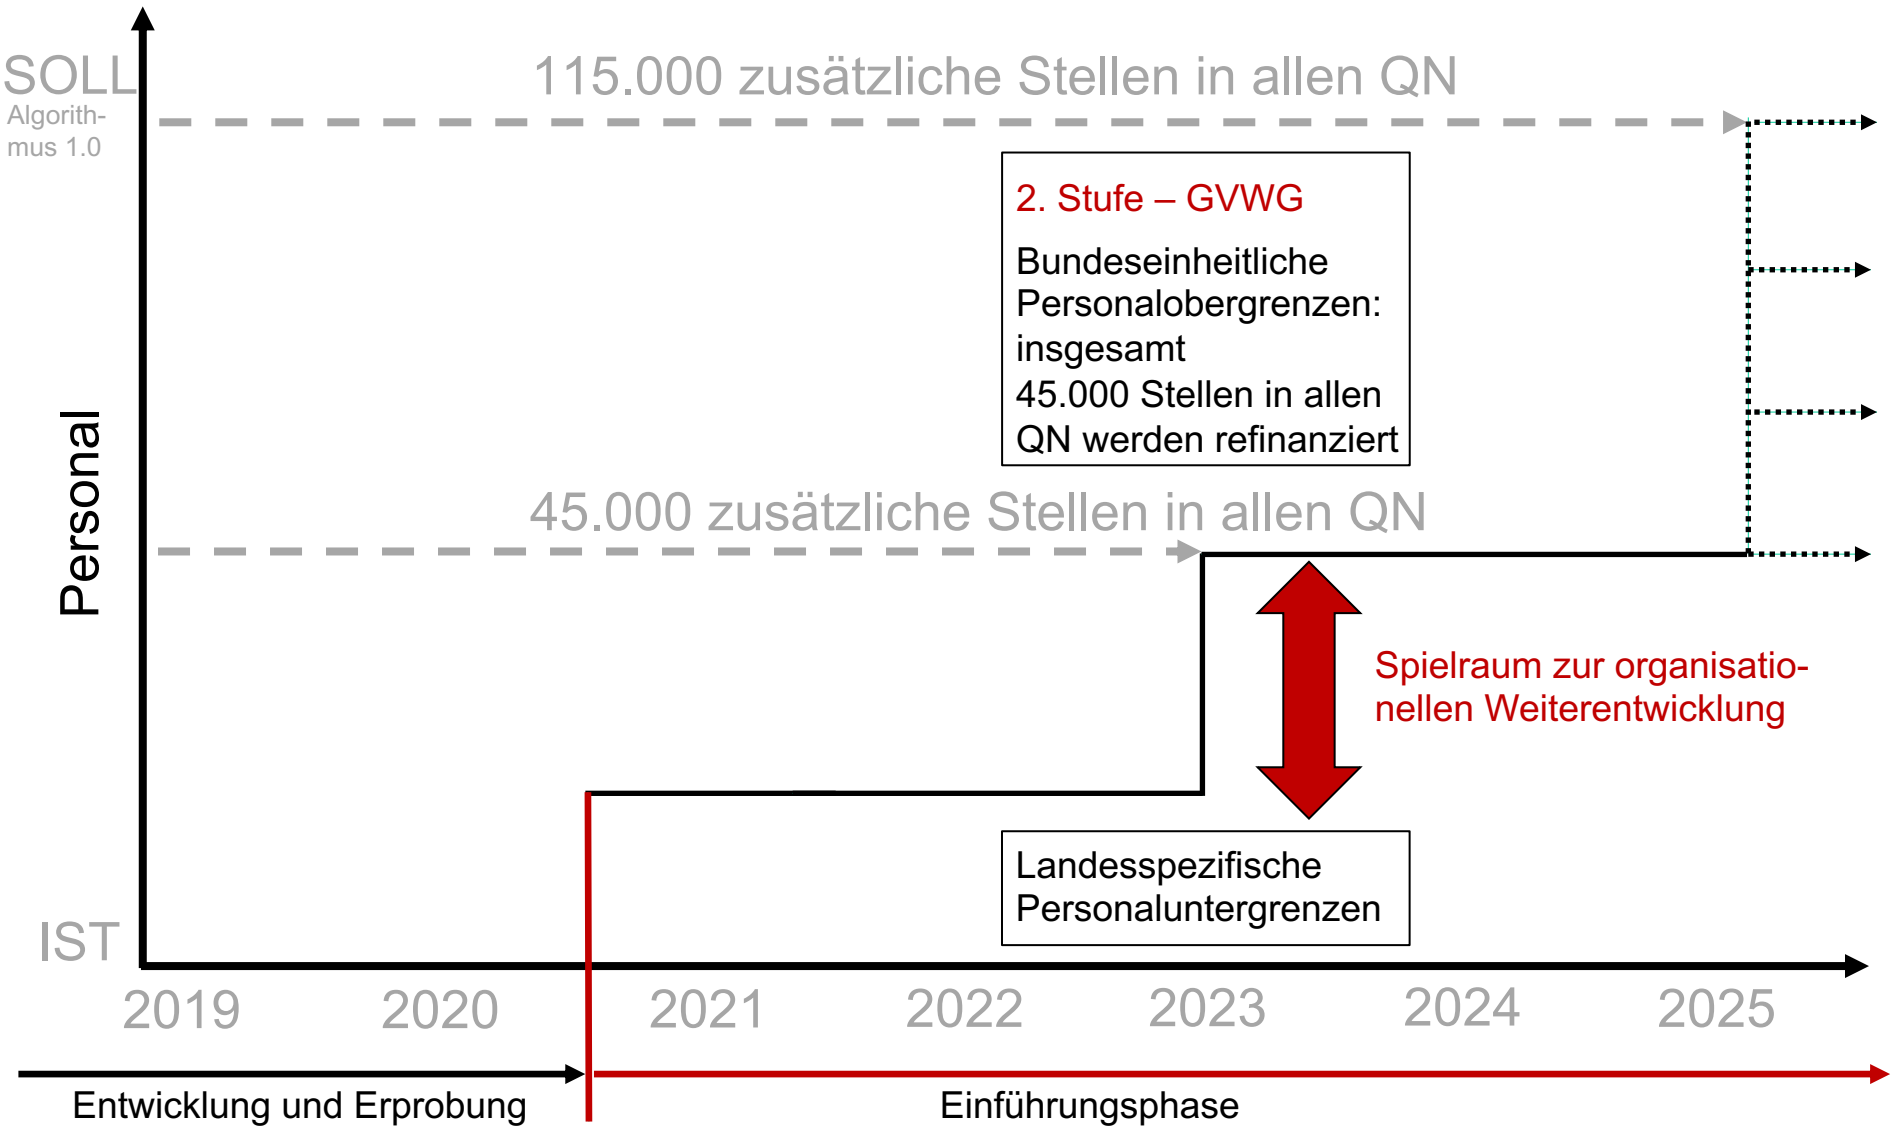 SOLL
Algorith-
mus 1.0
115.000 zusätzliche Stellen in allen QN
2. Stufe – GVWG
Bundeseinheitliche
Personalobergrenzen:
insgesamt
45.000 Stellen in allen
QN werden refinanziert
Personal
45.000 zusätzliche Stellen in allen QN
Spielraum zur organisatio-
nellen Weiterentwicklung
Landesspezifische
Personaluntergrenzen
IST
2019 2020 2021 2022 2023 2024 2025
Entwicklung und Erprobung Einführungsphase